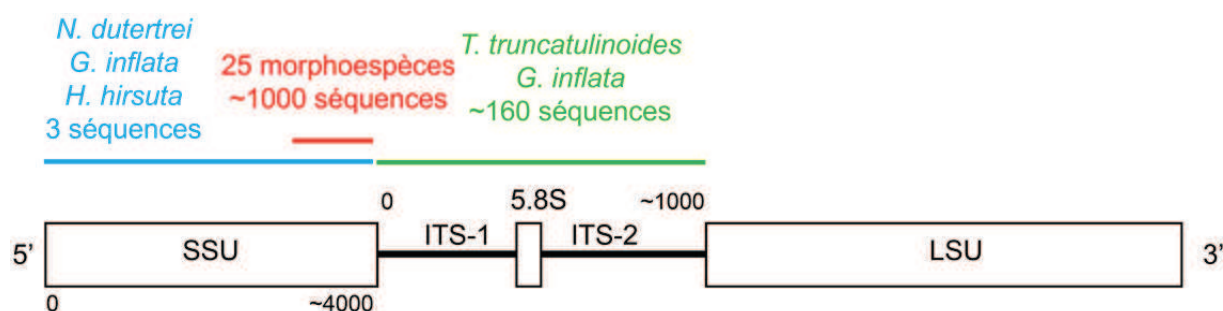 N. dutertrei
G. inflata
H. hirsuta
3 séquences
25 morphoespèces
~1000 séquences
T. truncatulinoides
G. inflata
~160 séquences
0
5.8S
~1000
5’
SSU
ITS-1
ITS-2
LSU
3’
0
~4000